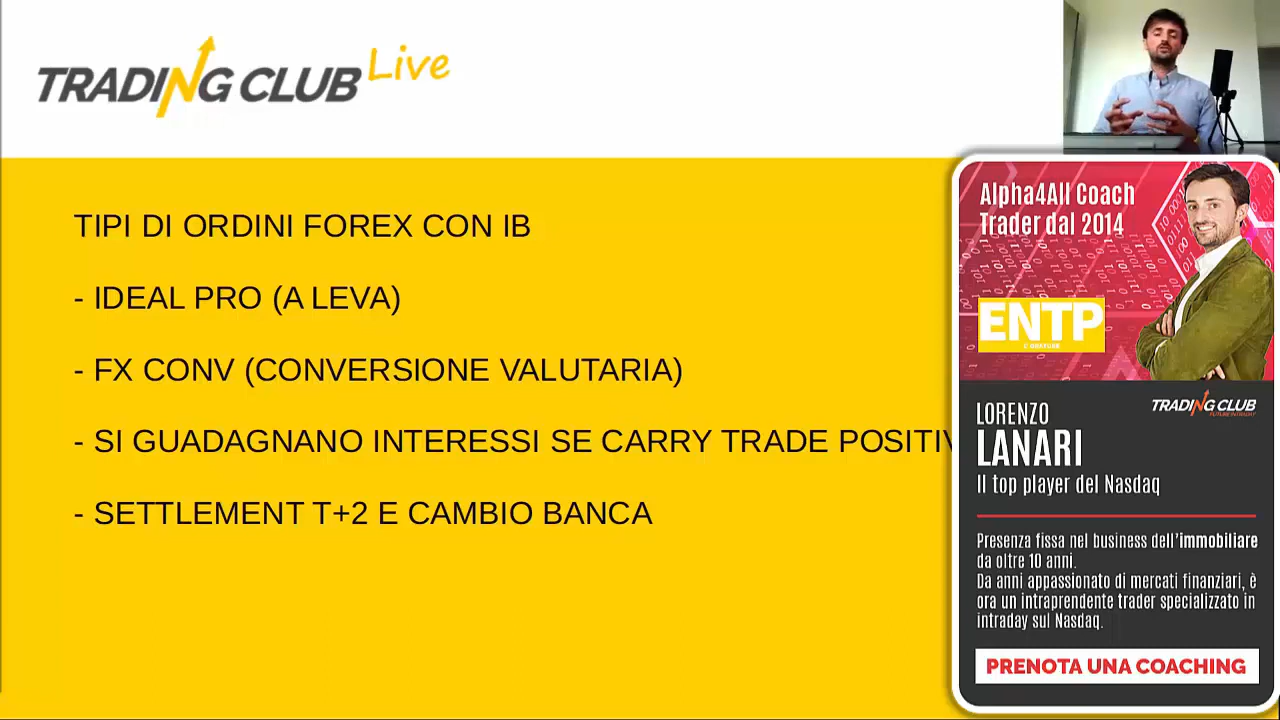 TRADING CLUB Live
TIPI DI ORDINI FOREX CON IB
- IDEAL PRO (A LEVA)
- FX CONV (CONVERSIONE VALUTARIA)
- SI GUADAGNANO INTERESSI SE CARRY TRADE POSITIV
- SETTLEMENT T+2 E CAMBIO BANCA
Alpha4All Coach
Trader dal 2014
ENTP
TRADING CLUB
FUTURE INTRADAY
LORENZO
LANARI
Il top player del Nasdaq
Presenza fissa nel business dell'immobiliare
da oltre 10 anni.
Da anni appassionato di mercati finanziari, è
ora un intraprendente trader specializzato in
intraday sul Nasdaq.
PRENOTA UNA COACHING